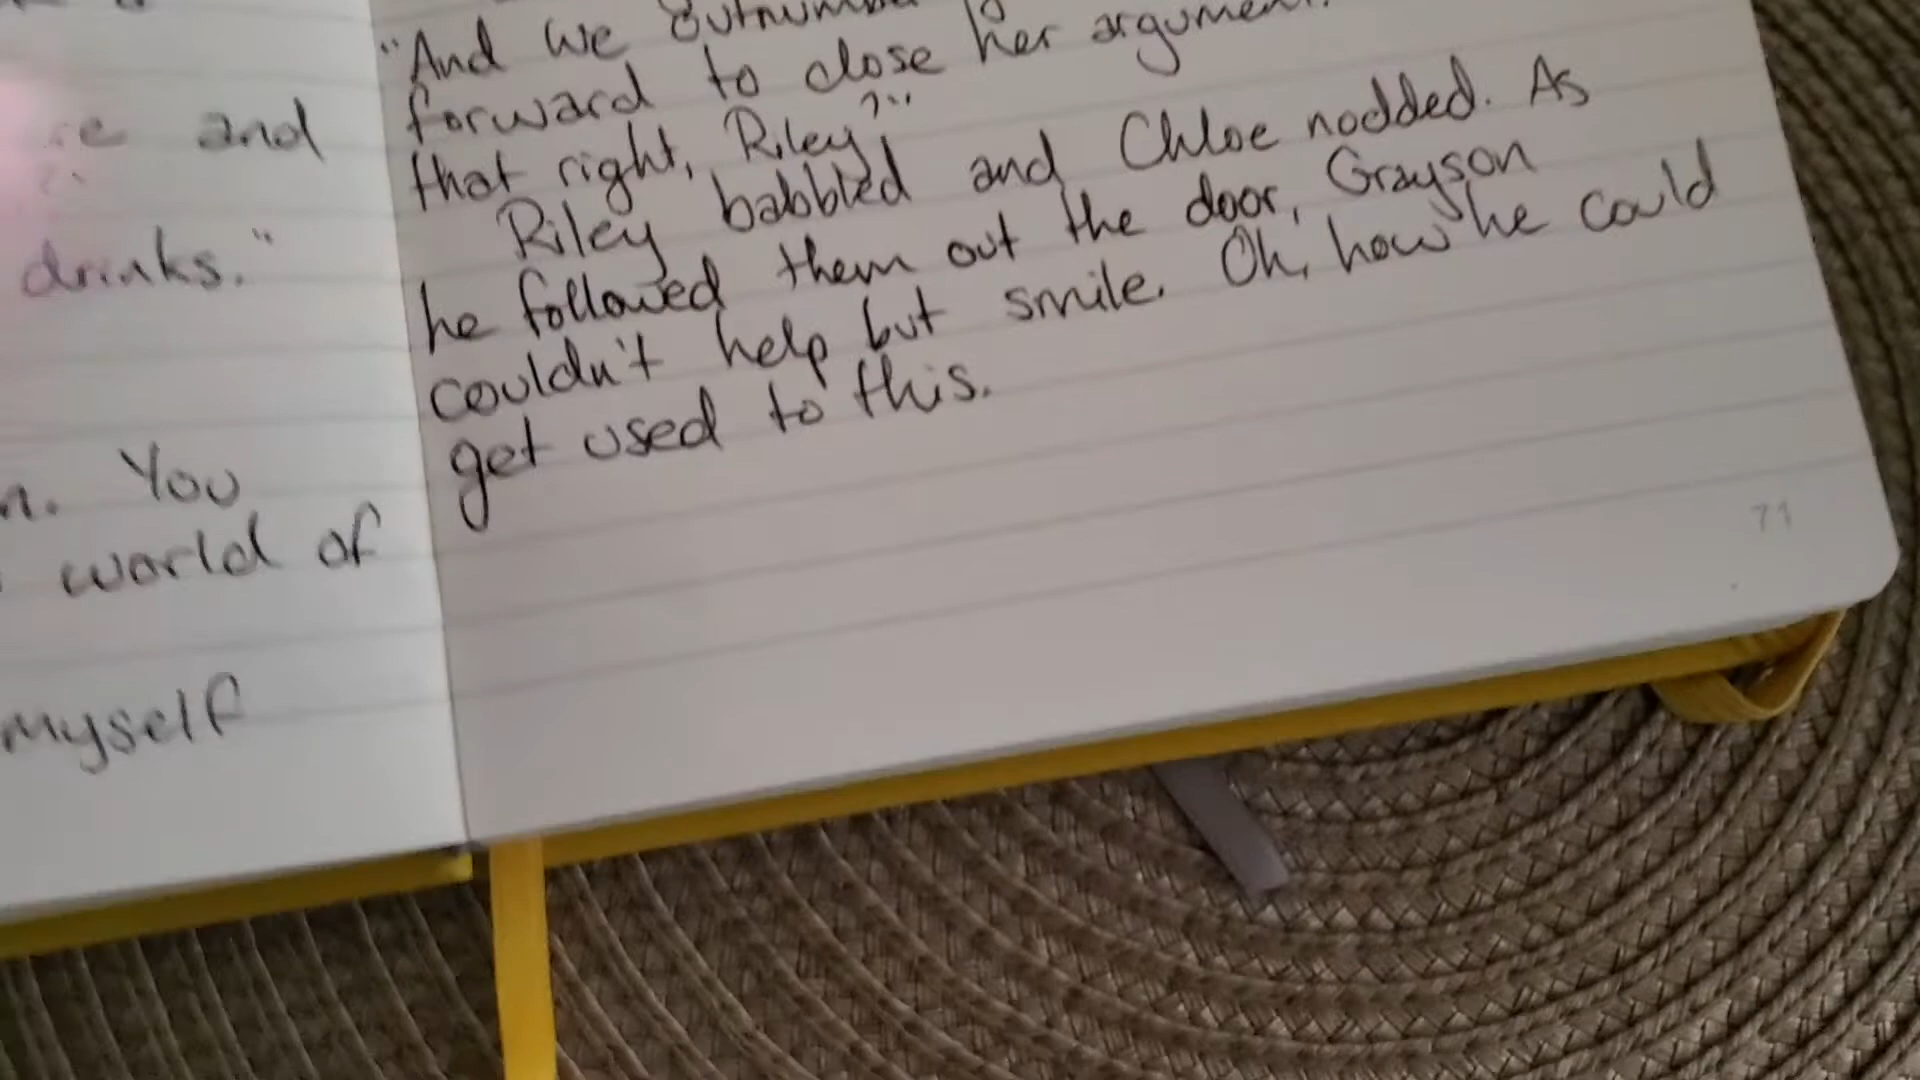 and
drinks."
You
world of
myself
"And we
forward to close her argument.
that right, Riley?"
Riley babbled and Chloe nodded. As
he followed them out the door, Grayson
couldn't help but smile. Oh, how he could
get used to this.
71